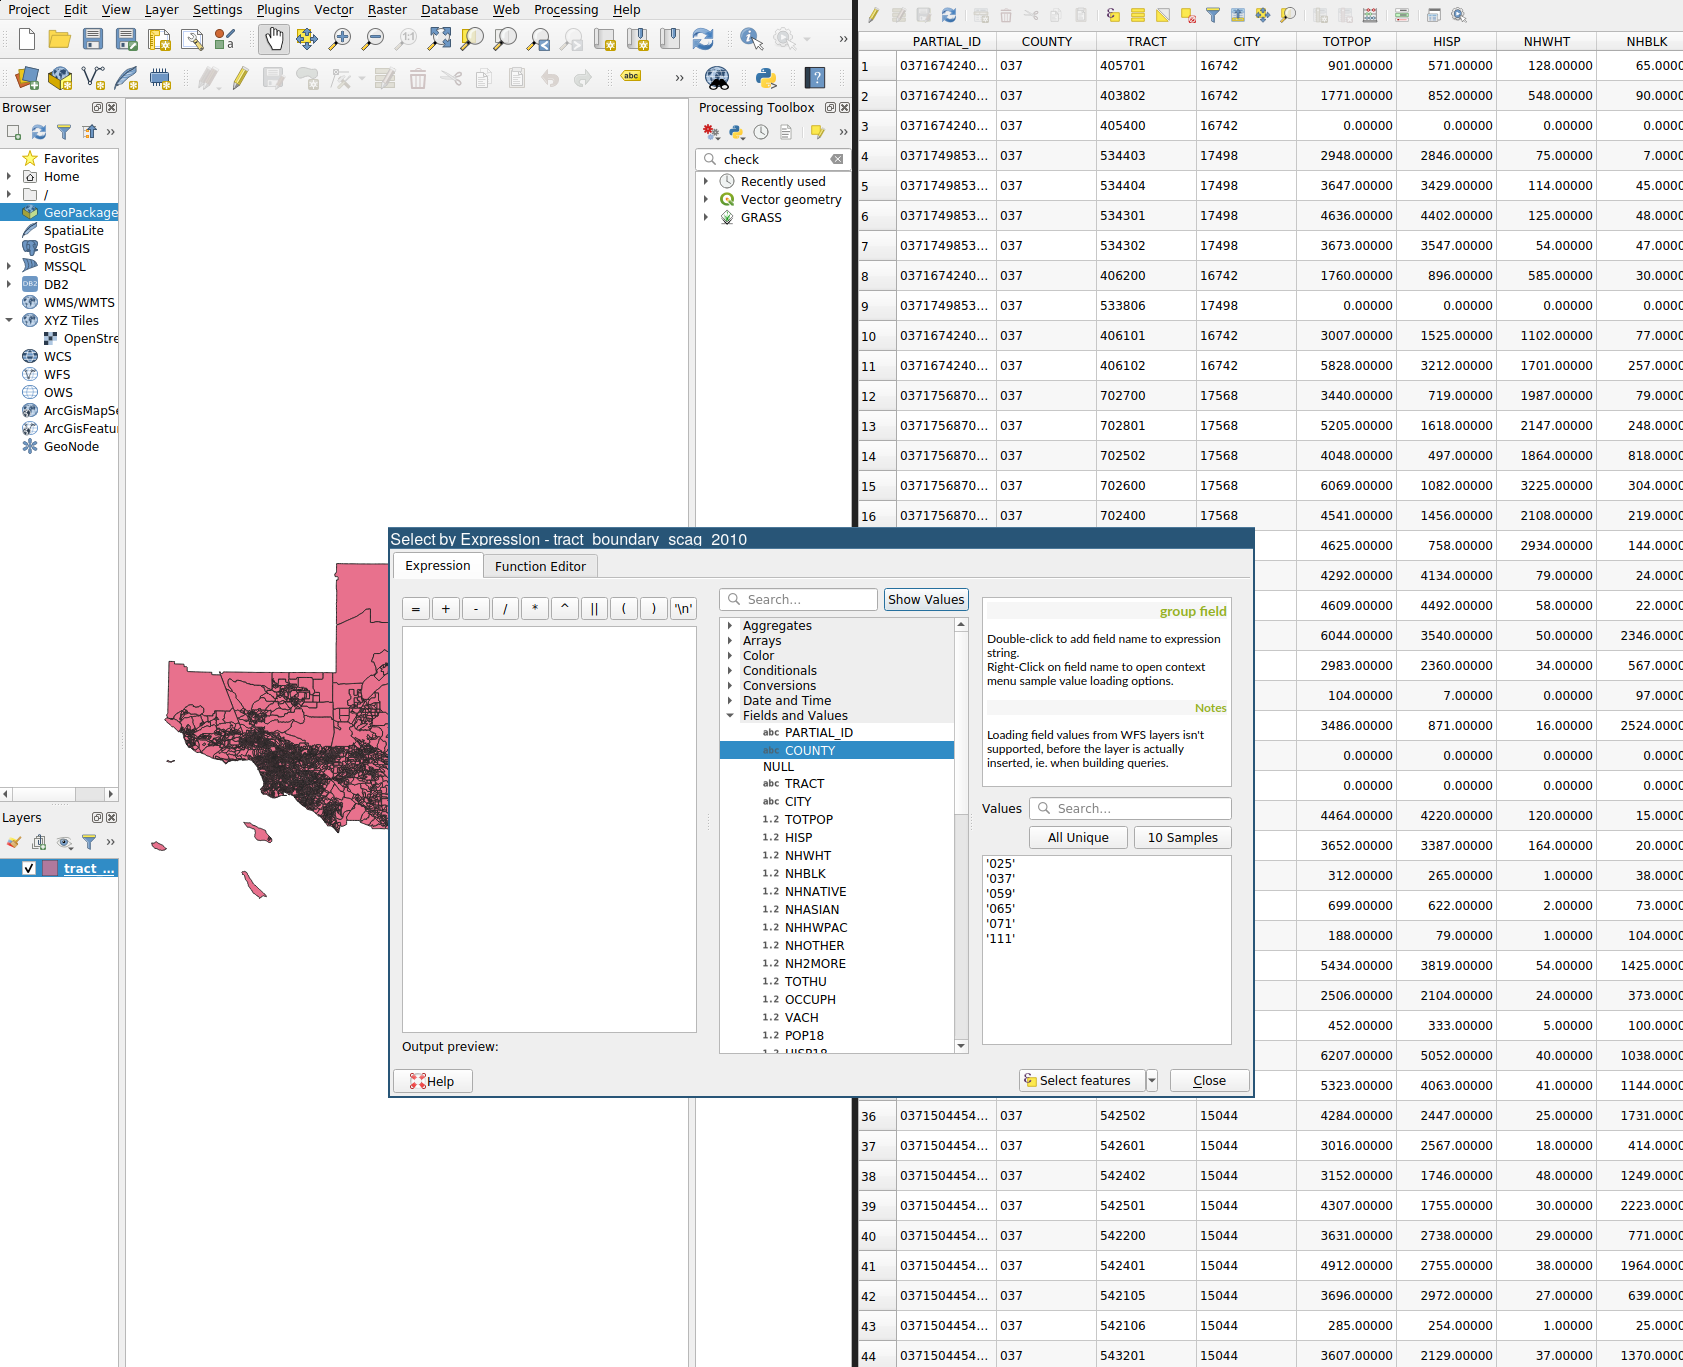 Project Edit View Layer Settings Plugins Vector Raster Database Web Processing Help
Browser
Favorites
Home
/
GeoPackage
SpatiaLite
PostGIS
MSSQL
DB2
WMS/WMTS
XYZ Tiles
OpenStre
WCS
WFS
OWS
ArcGisMapSe
ArcGisFeatu
GeoNode
Layers
tract ...
Processing Toolbox
check
Recently used
Vector geometry
GRASS
PARTIAL_ID COUNTY TRACT CITY TOTPOP HISP NHWHT NHBLK
1 0371674240... 037 405701 16742 901.00000 571.00000 128.00000 65.0000
2 0371674240... 037 403802 16742 1771.00000 852.00000 548.00000 90.0000
3 0371674240... 037 405400 16742 0.00000 0.00000 0.00000 0.0000
4 0371749853... 037 534403 17498 2948.00000 2846.00000 75.00000 7.0000
5 0371749853... 037 534404 17498 3647.00000 3429.00000 114.00000 45.0000
6 0371749853... 037 534301 17498 4636.00000 4402.00000 125.00000 48.0000
7 0371749853... 037 534302 17498 3673.00000 3547.00000 54.00000 47.0000
8 0371674240... 037 406200 16742 1760.00000 896.00000 585.00000 30.0000
9 0371749853... 037 533806 17498 0.00000 0.00000 0.00000 0.0000
10 0371674240... 037 406101 16742 3007.00000 1525.00000 1102.00000 77.0000
11 0371674240... 037 406102 16742 5828.00000 3212.00000 1701.00000 257.0000
12 0371756870... 037 702700 17568 3440.00000 719.00000 1987.00000 79.0000
13 0371756870... 037 702801 17568 5205.00000 1618.00000 2147.00000 248.0000
14 0371756870... 037 702502 17568 4048.00000 497.00000 1864.00000 818.0000
15 0371756870... 037 702600 17568 6069.00000 1082.00000 3225.00000 304.0000
16 0371756870... 037 702400 17568 4541.00000 1456.00000 2108.00000 219.0000
4625.00000 758.00000 2934.00000 144.0000
4292.00000 4134.00000 79.00000 24.0000
4609.00000 4492.00000 58.00000 22.0000
6044.00000 3540.00000 50.00000 2346.0000
2983.00000 2360.00000 34.00000 567.0000
104.00000 7.00000 0.00000 97.0000
3486.00000 871.00000 16.00000 2524.0000
0.00000 0.00000 0.00000 0.0000
0.00000 0.00000 0.00000 0.0000
4464.00000 4220.00000 120.00000 15.0000
3652.00000 3387.00000 164.00000 20.0000
312.00000 265.00000 1.00000 38.0000
699.00000 622.00000 2.00000 73.0000
188.00000 79.00000 1.00000 104.0000
5434.00000 3819.00000 54.00000 1425.0000
2506.00000 2104.00000 24.00000 373.0000
452.00000 333.00000 5.00000 100.0000
6207.00000 5052.00000 40.00000 1038.0000
5323.00000 4063.00000 41.00000 1144.0000
36 0371504454... 037 542502 15044 4284.00000 2447.00000 25.00000 1731.0000
37 0371504454... 037 542601 15044 3016.00000 2567.00000 18.00000 414.0000
38 0371504454... 037 542402 15044 3152.00000 1746.00000 48.00000 1249.0000
39 0371504454... 037 542501 15044 4307.00000 1755.00000 30.00000 2223.0000
40 0371504454... 037 542200 15044 3631.00000 2738.00000 29.00000 771.0000
41 0371504454... 037 542401 15044 4912.00000 2755.00000 38.00000 1964.0000
42 0371504454... 037 542105 15044 3696.00000 2972.00000 27.00000 639.0000
43 0371504454... 037 542106 15044 285.00000 254.00000 1.00000 25.0000
44 0371504454... 037 543201 15044 3607.00000 2129.00000 37.00000 1370.0000
Select by Expression - tract_boundary_scag_2010
Expression Function Editor
= + - / * ^ || ( ) '\n'
Output preview:
Help
Search... Show Values
Aggregates
Arrays
Color
Conditionals
Conversions
Date and Time
Fields and Values
abc PARTIAL_ID
abc COUNTY
NULL
abc TRACT
abc CITY
1.2 TOTPOP
1.2 HISP
1.2 NHWHT
1.2 NHBLK
1.2 NHNATIVE
1.2 NHASIAN
1.2 NHHWPAC
1.2 NHOTHER
1.2 NH2MORE
1.2 TOTHU
1.2 OCCUPH
1.2 VACH
1.2 POP18
1.2 HISP18
group field
Double-click to add field name to expression
string.
Right-Click on field name to open context
menu sample value loading options.
Notes
Loading field values from WFS layers isn't
supported, before the layer is actually
inserted, ie. when building queries.
Values Search...
All Unique 10 Samples
'025'
'037'
'059'
'065'
'071'
'111'
Select features Close